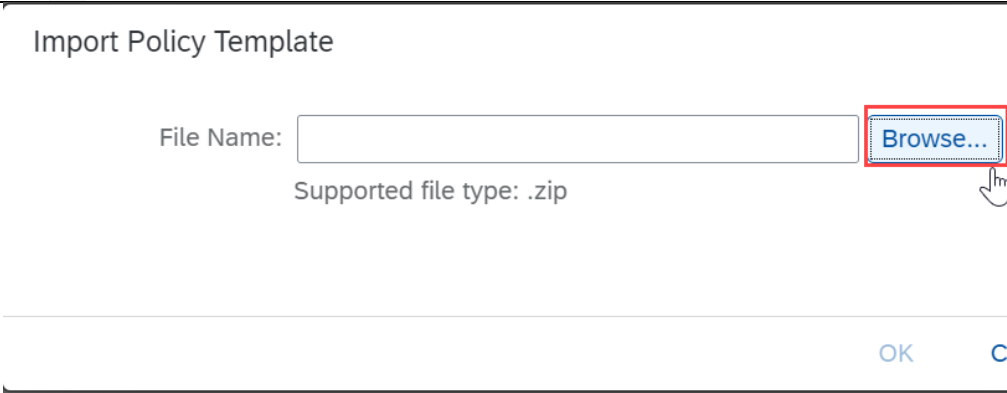 Import Policy Template
File Name: Browse...
Supported file type: .zip
OK